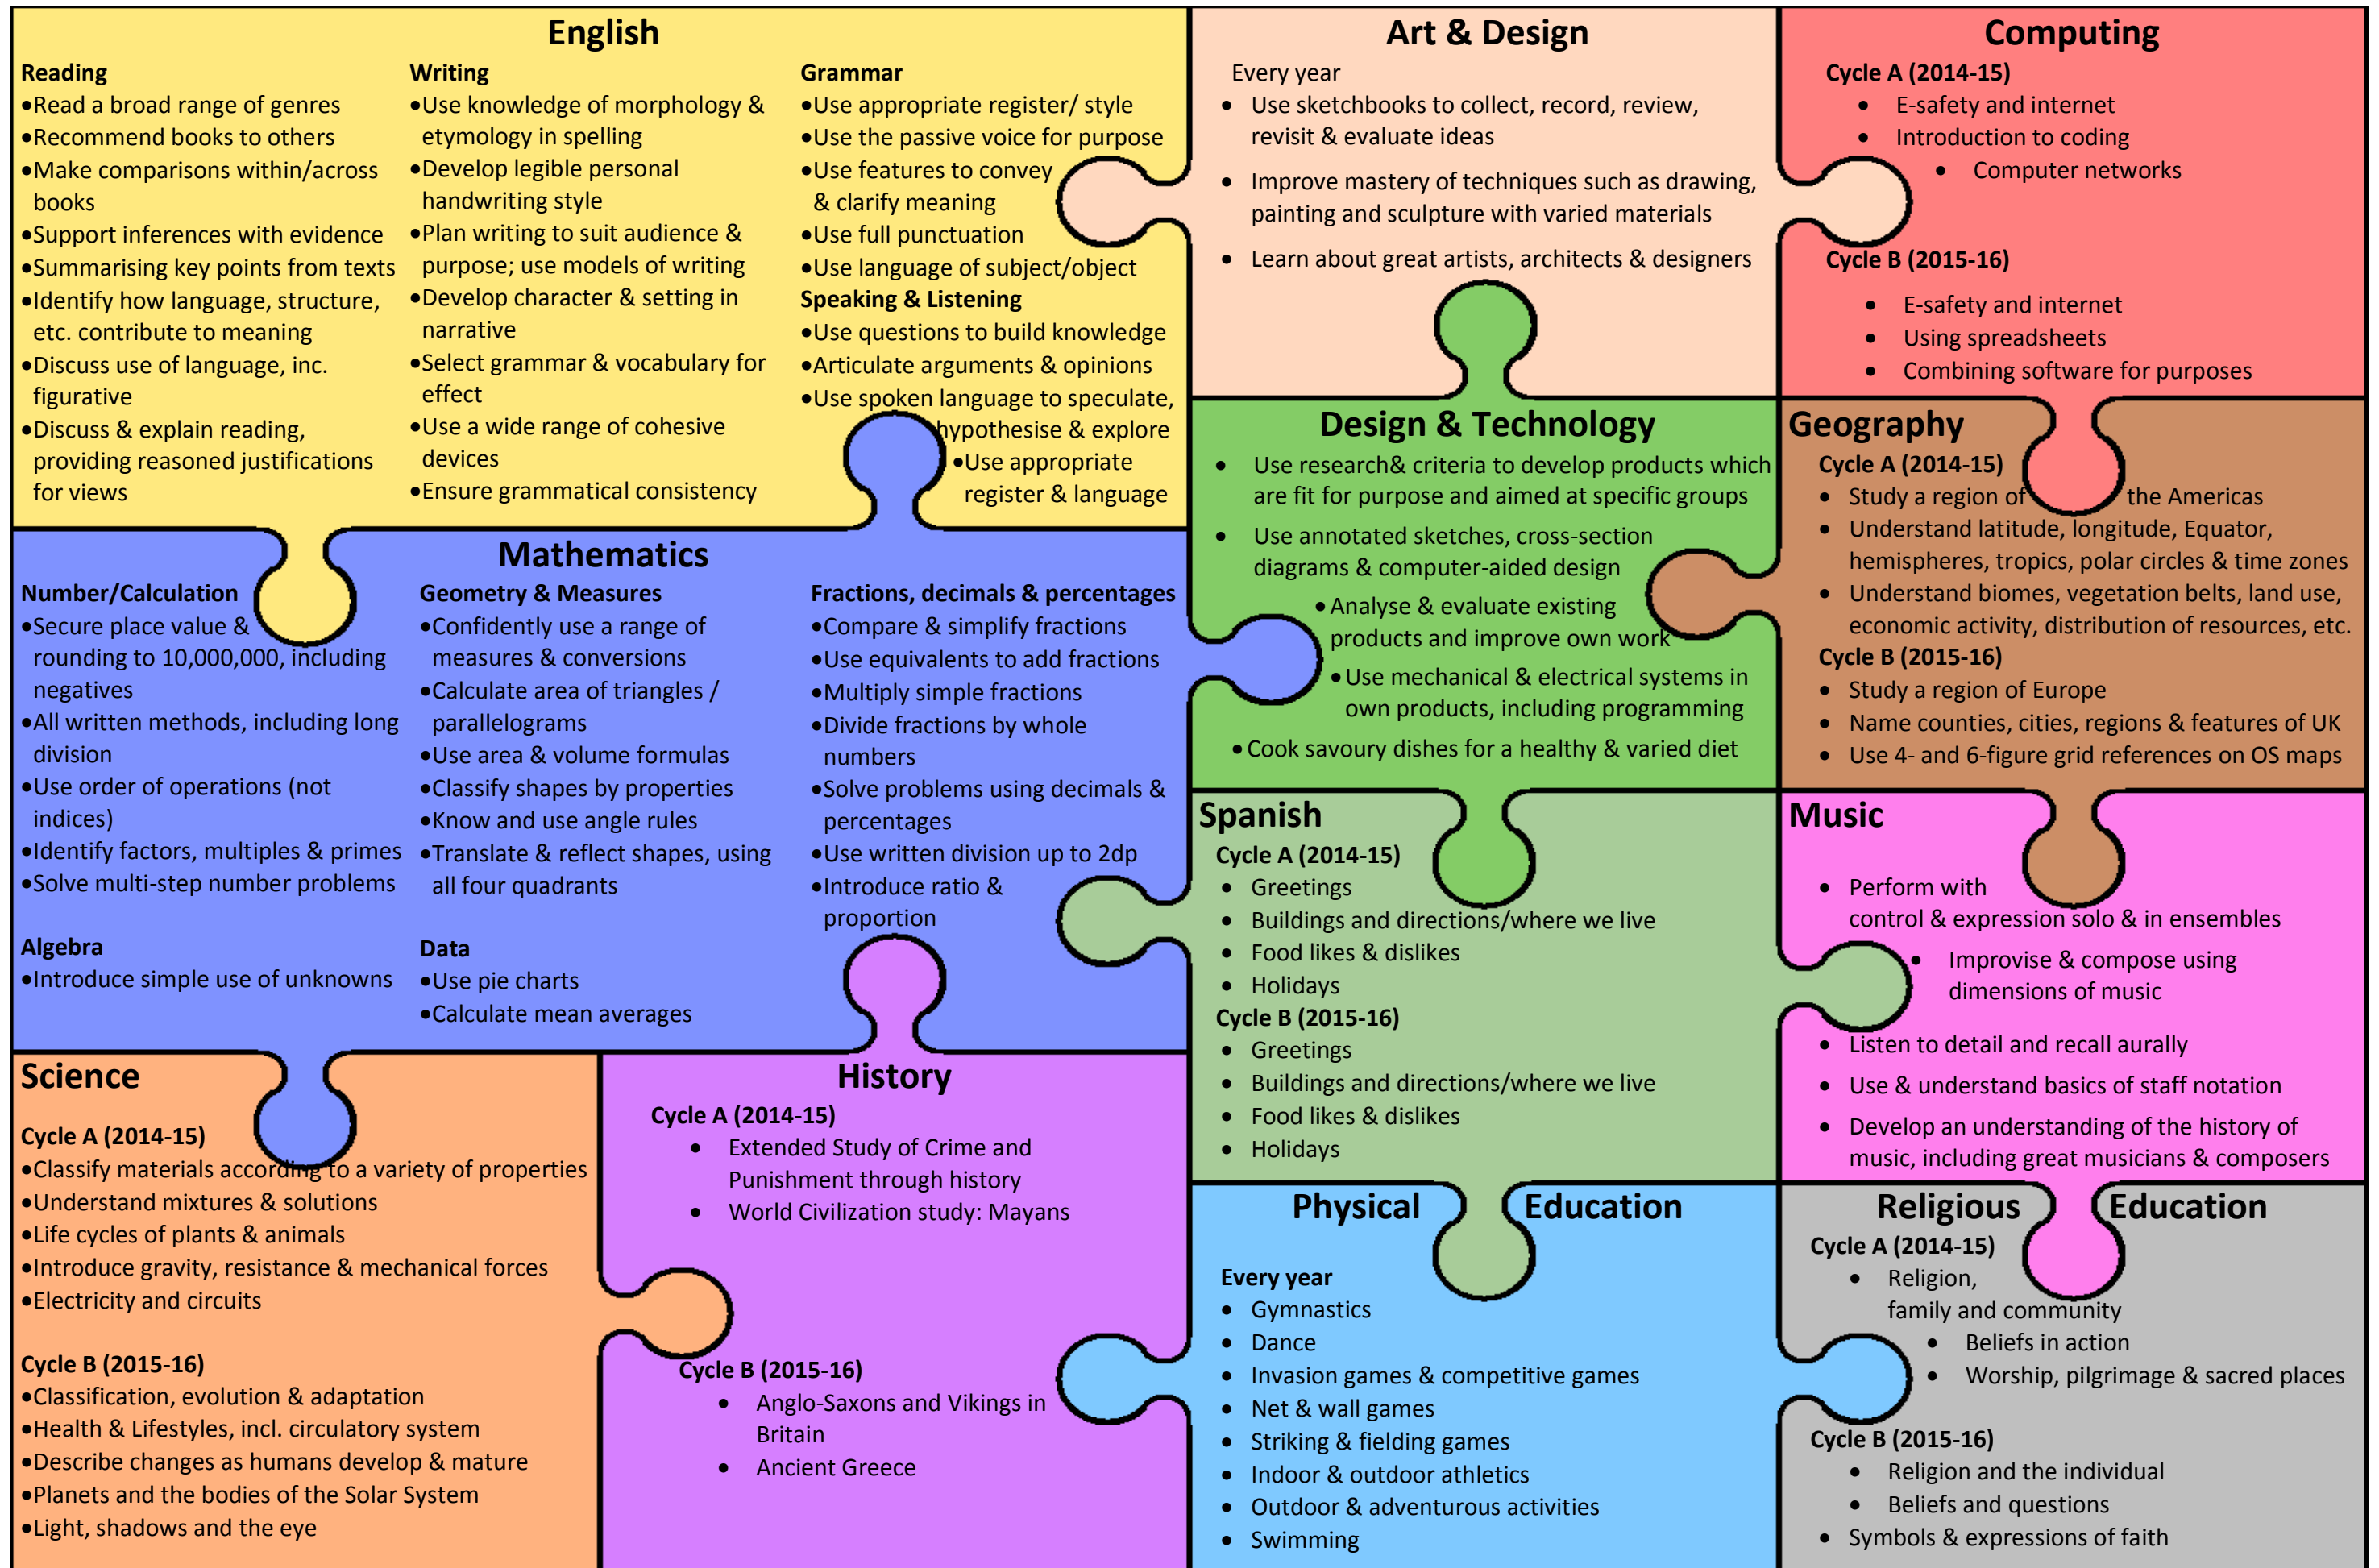 English
Reading
•Read a broad range of genres
•Recommend books to others
•Make comparisons within/across
books
•Support inferences with evidence
•Summarising key points from texts
•Identify how language, structure,
etc. contribute to meaning
•Discuss use of language, inc.
figurative
•Discuss & explain reading,
providing reasoned justifications
for views
Writing
•Use knowledge of morphology &
etymology in spelling
•Develop legible personal
handwriting style
•Plan writing to suit audience &
purpose; use models of writing
•Develop character & setting in
narrative
•Select grammar & vocabulary for
effect
•Use a wide range of cohesive
devices
•Ensure grammatical consistency
Grammar
•Use appropriate register/ style
•Use the passive voice for purpose
•Use features to convey
& clarify meaning
•Use full punctuation
•Use language of subject/object
Speaking & Listening
•Use questions to build knowledge
•Articulate arguments & opinions
•Use spoken language to speculate,
hypothesise & explore
•Use appropriate
register & language
Art & Design
Every year
• Use sketchbooks to collect, record, review,
revisit & evaluate ideas
• Improve mastery of techniques such as drawing,
painting and sculpture with varied materials
• Learn about great artists, architects & designers
Computing
Cycle A (2014-15)
• E-safety and internet
• Introduction to coding
• Computer networks
Cycle B (2015-16)
• E-safety and internet
• Using spreadsheets
• Combining software for purposes
Mathematics
Number/Calculation
•Secure place value &
rounding to 10,000,000, including
negatives
•All written methods, including long
division
•Use order of operations (not
indices)
•Identify factors, multiples & primes
•Solve multi-step number problems
Algebra
•Introduce simple use of unknowns
Geometry & Measures
•Confidently use a range of
measures & conversions
•Calculate area of triangles /
parallelograms
•Use area & volume formulas
•Classify shapes by properties
•Know and use angle rules
•Translate & reflect shapes, using
all four quadrants
Data
•Use pie charts
•Calculate mean averages
Fractions, decimals & percentages
•Compare & simplify fractions
•Use equivalents to add fractions
•Multiply simple fractions
•Divide fractions by whole
numbers
•Solve problems using decimals &
percentages
•Use written division up to 2dp
•Introduce ratio &
proportion
Design & Technology
• Use research& criteria to develop products which
are fit for purpose and aimed at specific groups
• Use annotated sketches, cross-section
diagrams & computer-aided design
• Analyse & evaluate existing
products and improve own work
• Use mechanical & electrical systems in
own products, including programming
• Cook savoury dishes for a healthy & varied diet
Geography
Cycle A (2014-15)
• Study a region of the Americas
• Understand latitude, longitude, Equator,
hemispheres, tropics, polar circles & time zones
• Understand biomes, vegetation belts, land use,
economic activity, distribution of resources, etc.
Cycle B (2015-16)
• Study a region of Europe
• Name counties, cities, regions & features of UK
• Use 4- and 6-figure grid references on OS maps
Spanish
Cycle A (2014-15)
• Greetings
• Buildings and directions/where we live
• Food likes & dislikes
• Holidays
Cycle B (2015-16)
• Greetings
• Buildings and directions/where we live
• Food likes & dislikes
• Holidays
Music
• Perform with
control & expression solo & in ensembles
• Improvise & compose using
dimensions of music
• Listen to detail and recall aurally
• Use & understand basics of staff notation
• Develop an understanding of the history of
music, including great musicians & composers
Science
Cycle A (2014-15)
•Classify materials according to a variety of properties
•Understand mixtures & solutions
•Life cycles of plants & animals
•Introduce gravity, resistance & mechanical forces
•Electricity and circuits
Cycle B (2015-16)
•Classification, evolution & adaptation
•Health & Lifestyles, incl. circulatory system
•Describe changes as humans develop & mature
•Planets and the bodies of the Solar System
•Light, shadows and the eye
History
Cycle A (2014-15)
• Extended Study of Crime and
Punishment through history
• World Civilization study: Mayans
Cycle B (2015-16)
• Anglo-Saxons and Vikings in
Britain
• Ancient Greece
Physical Education
Every year
• Gymnastics
• Dance
• Invasion games & competitive games
• Net & wall games
• Striking & fielding games
• Indoor & outdoor athletics
• Outdoor & adventurous activities
• Swimming
Religious Education
Cycle A (2014-15)
• Religion,
family and community
• Beliefs in action
• Worship, pilgrimage & sacred places
Cycle B (2015-16)
• Religion and the individual
• Beliefs and questions
• Symbols & expressions of faith